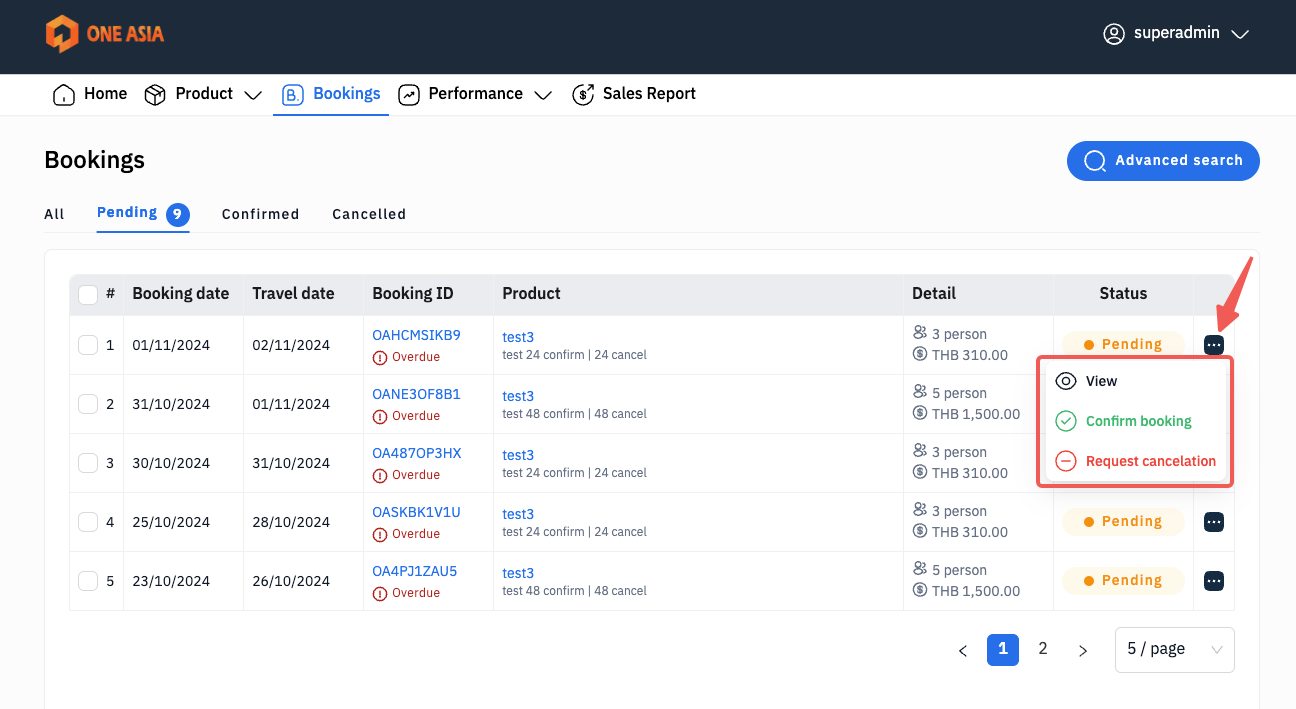 ONE ASIA
superadmin
Home Product Bookings Performance Sales Report
Bookings
Advanced search
All Pending 9 Confirmed Cancelled
# Booking date Travel date Booking ID Product Detail Status
1 01/11/2024 02/11/2024 OAHCMSIKB9 test3 3 person Pending
Overdue test 24 confirm | 24 cancel THB 310.00
View
2 31/10/2024 01/11/2024 OANE3OF8B1 test3 5 person
Overdue test 48 confirm | 48 cancel THB 1,500.00
Confirm booking
3 30/10/2024 31/10/2024 OA487OP3HX test3 3 person
Overdue test 24 confirm | 24 cancel THB 310.00
Request cancelation
4 25/10/2024 28/10/2024 OASKBK1V1U test3 3 person Pending
Overdue test 24 confirm | 24 cancel THB 310.00
5 23/10/2024 26/10/2024 OA4PJ1ZAU5 test3 5 person Pending
Overdue test 48 confirm | 48 cancel THB 1,500.00
< 1 2 > 5 / page